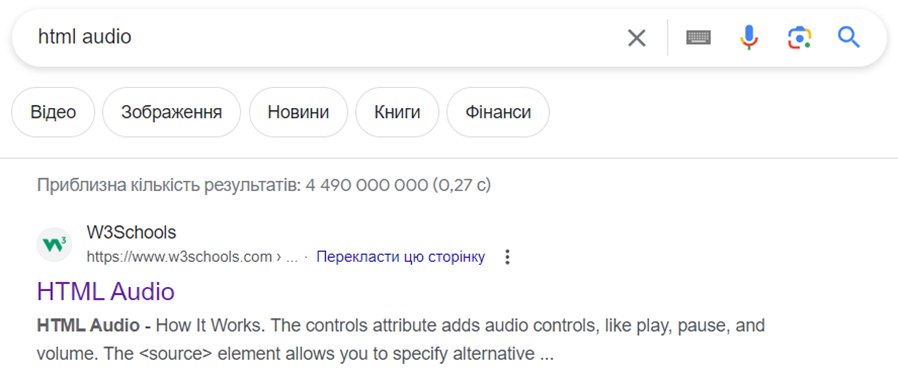 html audio
Відео Зображення Новини Книги Фінанси
Приблизна кількість результатів: 4 490 000 000 (0,27 с)
W3Schools
https://www.w3schools.com › ... · Перекласти цю сторінку
HTML Audio
HTML Audio - How It Works. The controls attribute adds audio controls, like play, pause, and
volume. The <source> element allows you to specify alternative ...